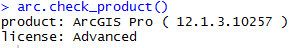 > arc.check_product()
product: ArcGIS Pro ( 12.1.3.10257 )
license: Advanced